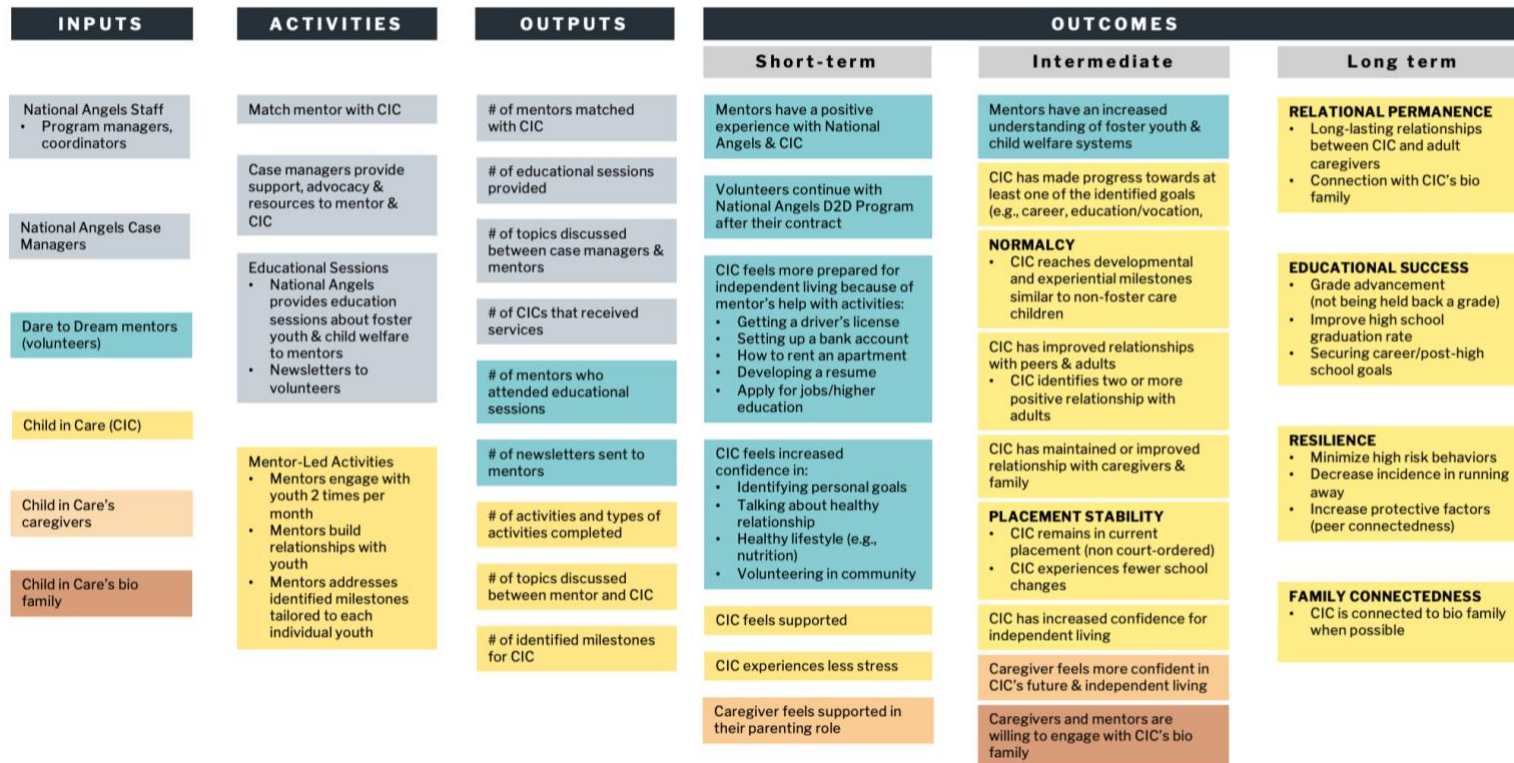 INPUTS
ACTIVITIES
OUTPUTS
OUTCOMES
Short-term
Intermediate
Long term
National Angels Staff
• Program managers,
coordinators
National Angels Case
Managers
Dare to Dream mentors
(volunteers)
Child in Care (CIC)
Child in Care's
caregivers
Child in Care's bio
family
Match mentor with CIC
Case managers provide
support, advocacy &
resources to mentor &
CIC
Educational Sessions
• National Angels
provides education
sessions about foster
youth & child welfare
to mentors
• Newsletters to
volunteers
Mentor-Led Activities
• Mentors engage with
youth 2 times per
month
• Mentors build
relationships with
youth
• Mentors addresses
identified milestones
tailored to each
individual youth
# of mentors matched
with CIC
# of educational sessions
provided
# of topics discussed
between case managers &
mentors
# of CICs that received
services
# of mentors who
attended educational
sessions
# of newsletters sent to
mentors
# of activities and types of
activities completed
# of topics discussed
between mentor and CIC
# of identified milestones
for CIC
Mentors have a positive
experience with National
Angels & CIC
Volunteers continue with
National Angels D2D Program
after their contract
CIC feels more prepared for
independent living because of
mentor's help with activities:
• Getting a driver's license
• Setting up a bank account
• How to rent an apartment
• Developing a resume
• Apply for jobs/higher
education
CIC feels increased
confidence in:
• Identifying personal goals
• Talking about healthy
relationship
• Healthy lifestyle (e.g.,
nutrition)
• Volunteering in community
CIC feels supported
CIC experiences less stress
Caregiver feels supported in
their parenting role
Mentors have an increased
understanding of foster youth &
child welfare systems
CIC has made progress towards at
least one of the identified goals
(e.g., career, education/vocation,
NORMALCY
• CIC reaches developmental
and experiential milestones
similar to non-foster care
children
CIC has improved relationships
with peers & adults
• CIC identifies two or more
positive relationship with
adults
CIC has maintained or improved
relationship with caregivers &
family
PLACEMENT STABILITY
• CIC remains in current
placement (non court-ordered)
• CIC experiences fewer school
changes
CIC has increased confidence for
independent living
Caregiver feels more confident in
CIC's future & independent living
Caregivers and mentors are
willing to engage with CIC's bio
family
RELATIONAL PERMANENCE
• Long-lasting relationships
between CIC and adult
caregivers
• Connection with CIC's bio
family
EDUCATIONAL SUCCESS
• Grade advancement
(not being held back a grade)
• Improve high school
graduation rate
• Securing career/post-high
school goals
RESILIENCE
• Minimize high risk behaviors
• Decrease incidence in running
away
• Increase protective factors
(peer connectedness)
FAMILY CONNECTEDNESS
• CIC is connected to bio family
when possible